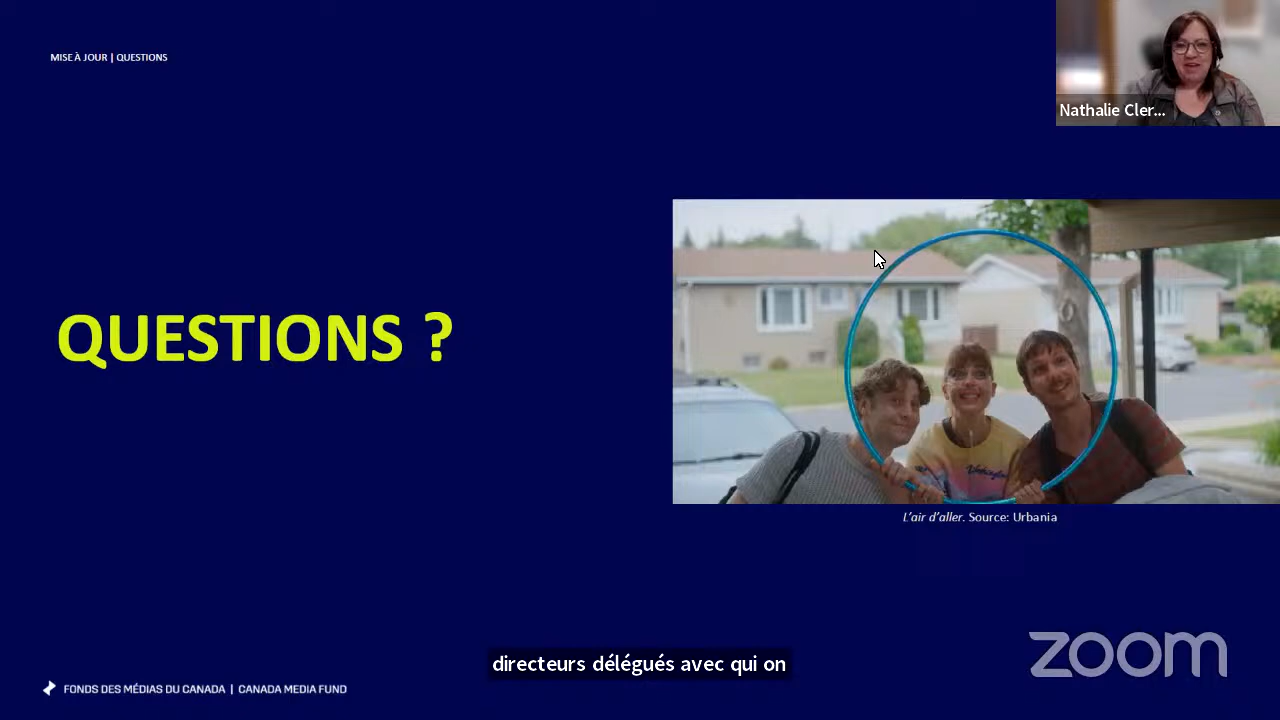 MISE À JOUR | QUESTIONS
Nathalie Cler...
QUESTIONS ?
L'air d'aller. Source: Urbania
directeurs délégués avec qui on
zoom
FONDS DES MÉDIAS DU CANADA | CANADA MEDIA FUND